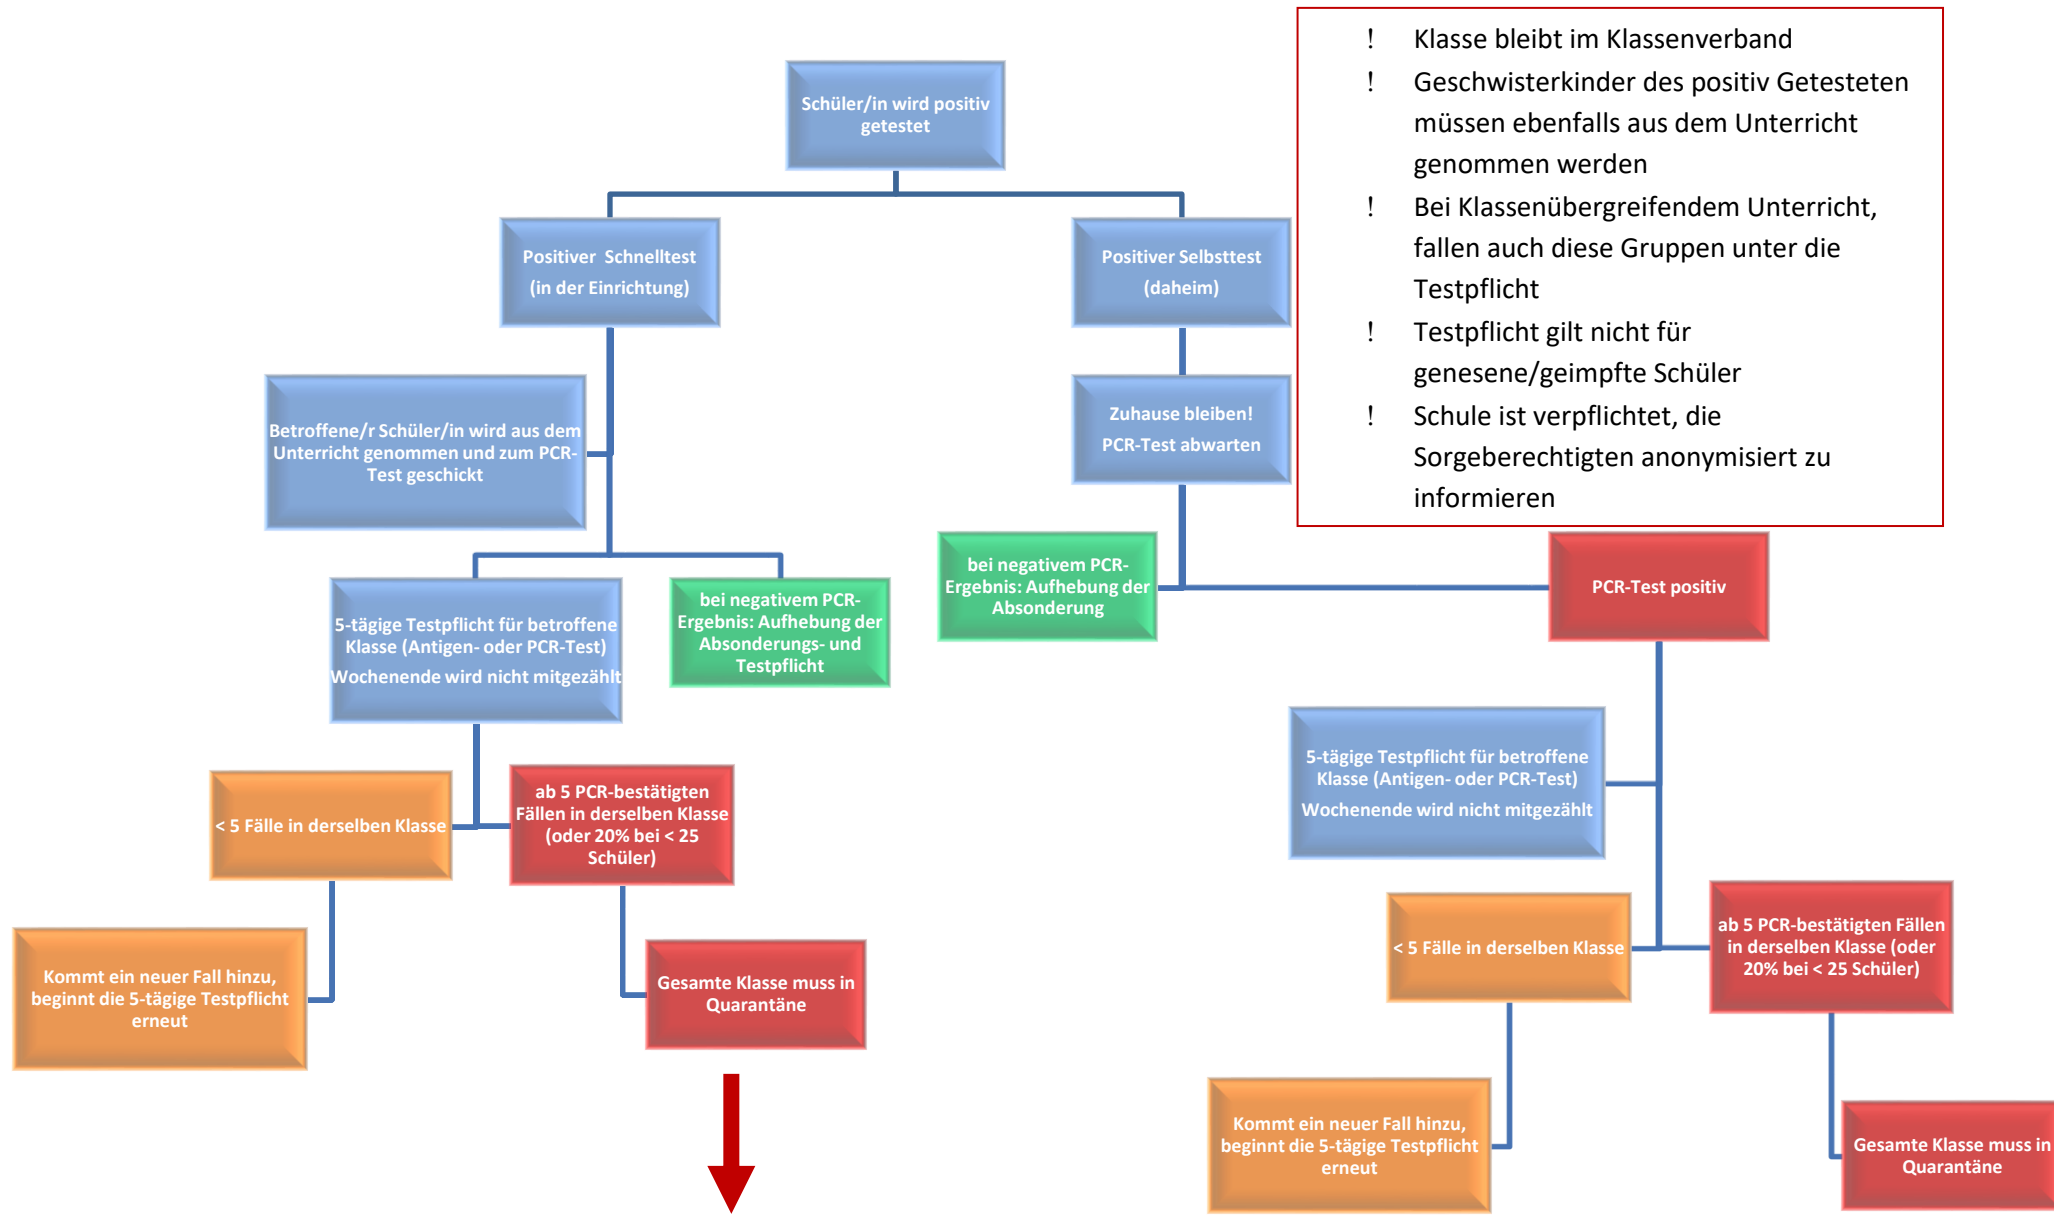 ! Klasse bleibt im Klassenverband
! Geschwisterkinder des positiv Getesteten
müssen ebenfalls aus dem Unterricht
genommen werden
! Bei Klassenübergreifendem Unterricht,
fallen auch diese Gruppen unter die
Testpflicht
! Testpflicht gilt nicht für
genesene/geimpfte Schüler
! Schule ist verpflichtet, die
Sorgeberechtigten anonymisiert zu
informieren
Schüler/in wird positiv
getestet
Positiver Schnelltest
(in der Einrichtung)
Betroffene/r Schüler/in wird aus dem
Unterricht genommen und zum PCR-
Test geschickt
5-tägige Testpflicht für betroffene
Klasse (Antigen- oder PCR-Test)
Wochenende wird nicht mitgezählt
bei negativem PCR-
Ergebnis: Aufhebung der
Absonderungs- und
Testpflicht
< 5 Fälle in derselben Klasse
ab 5 PCR-bestätigten
Fällen in derselben Klasse
(oder 20% bei < 25
Schüler)
Kommt ein neuer Fall hinzu,
beginnt die 5-tägige Testpflicht
erneut
Gesamte Klasse muss in
Quarantäne
Positiver Selbsttest
(daheim)
Zuhause bleiben!
PCR-Test abwarten
bei negativem PCR-
Ergebnis: Aufhebung der
Absonderung
PCR-Test positiv
5-tägige Testpflicht für betroffene
Klasse (Antigen- oder PCR-Test)
Wochenende wird nicht mitgezählt
< 5 Fälle in derselben Klasse
ab 5 PCR-bestätigten Fällen
in derselben Klasse (oder
20% bei < 25 Schüler)
Kommt ein neuer Fall hinzu,
beginnt die 5-tägige Testpflicht
erneut
Gesamte Klasse muss in
Quarantäne